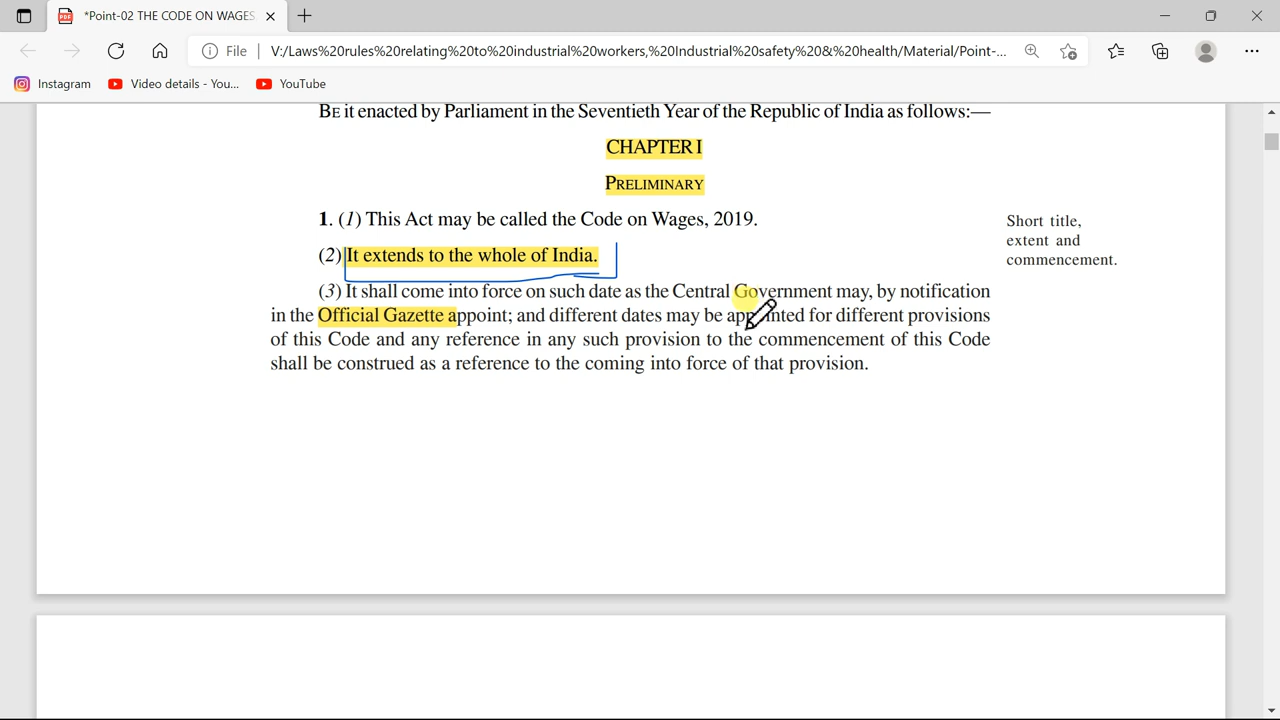 *Point-02 THE CODE ON WAGES,
File
V:/Laws%20rules%20relating%20to%20industrial%20workers,%20Industrial%20safety%20&%20health/Material/Point-...
Instagram
Video details - You...
YouTube
BE it enacted by Parliament in the Seventieth Year of the Republic of India as follows:—
CHAPTER I
PRELIMINARY
1. (1) This Act may be called the Code on Wages, 2019.
Short title,
extent and
commencement.
(2) It extends to the whole of India.
(3) It shall come into force on such date as the Central Government may, by notification
in the Official Gazette appoint; and different dates may be appointed for different provisions
of this Code and any reference in any such provision to the commencement of this Code
shall be construed as a reference to the coming into force of that provision.